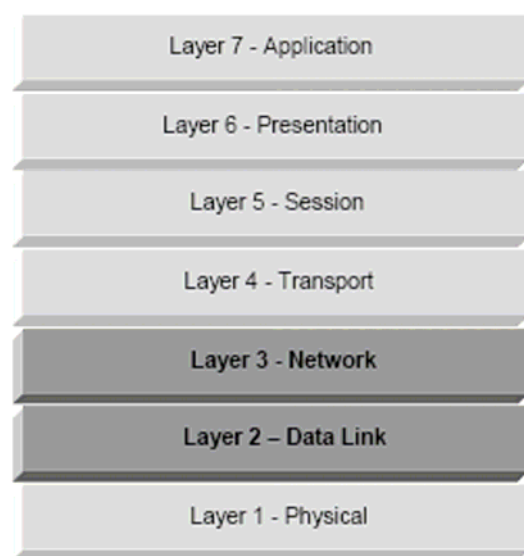 Layer 7 - Application
Layer 6 - Presentation
Layer 5 - Session
Layer 4 - Transport
Layer 3 - Network
Layer 2 – Data Link
Layer 1 - Physical